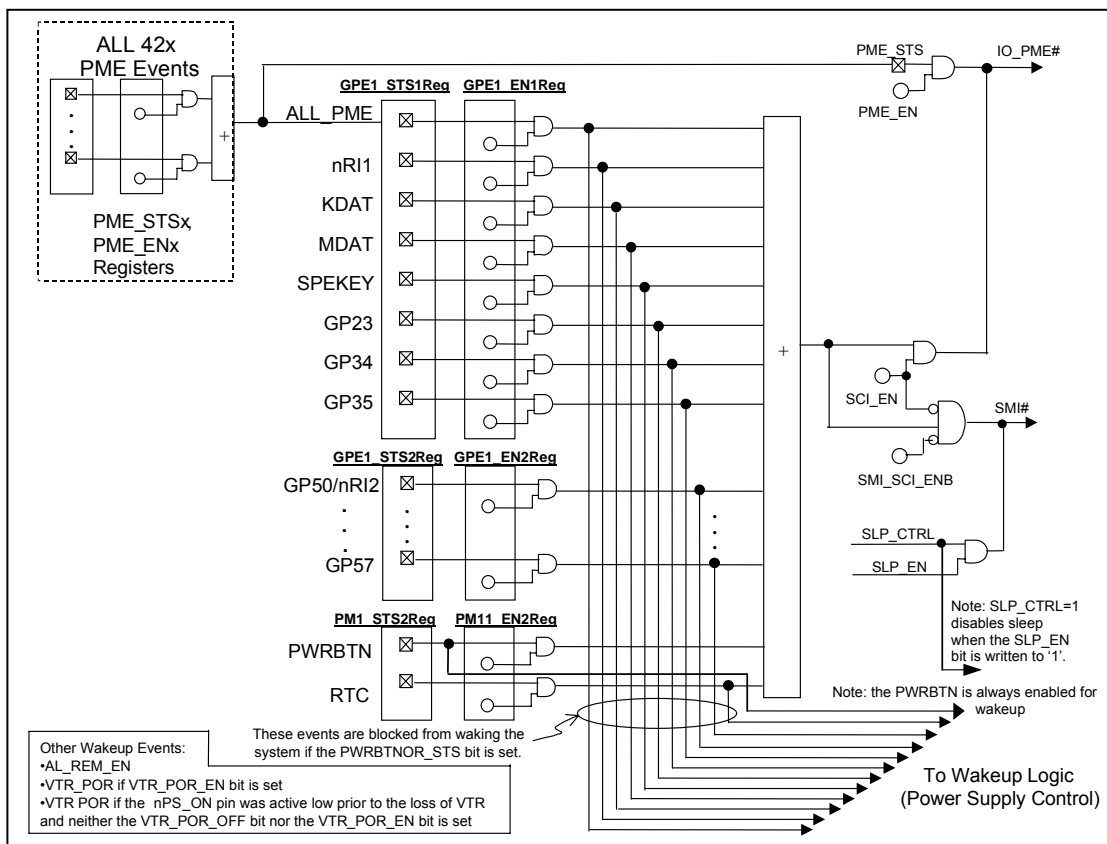 ALL 42x
PME Events
PME_STSx,
PME_ENx
Registers
PME_STS
IO_PME#
PME_EN
GPE1_STS1Reg
GPE1_EN1Reg
ALL_PME
nRI1
KDAT
MDAT
SPEKEY
GP23
GP34
GP35
+
+
SCI_EN
SMI#
SMI_SCI_ENB
GPE1_STS2Reg
GPE1_EN2Reg
GP50/nRI2
GP57
SLP_CTRL
SLP_EN
Note: SLP_CTRL=1
disables sleep
when the SLP_EN
bit is written to ‘1’.
PM1_STS2Reg
PM11_EN2Reg
PWRBTN
RTC
Note: the PWRBTN is always enabled for
wakeup
These events are blocked from waking the
system if the PWRBTNOR_STS bit is set.
Other Wakeup Events:
•AL_REM_EN
•VTR_POR if VTR_POR_EN bit is set
•VTR POR if the nPS_ON pin was active low prior to the loss of VTR
and neither the VTR_POR_OFF bit nor the VTR_POR_EN bit is set
To Wakeup Logic
(Power Supply Control)